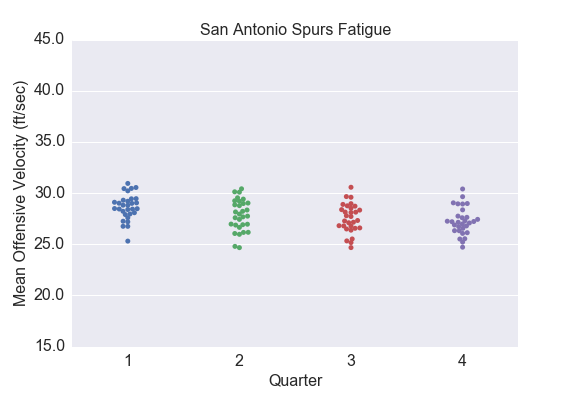 San Antonio Spurs Fatigue
45.0
40.0
35.0
30.0
25.0
20.0
15.0
Mean Offensive Velocity (ft/sec)
1 2 3 4
Quarter